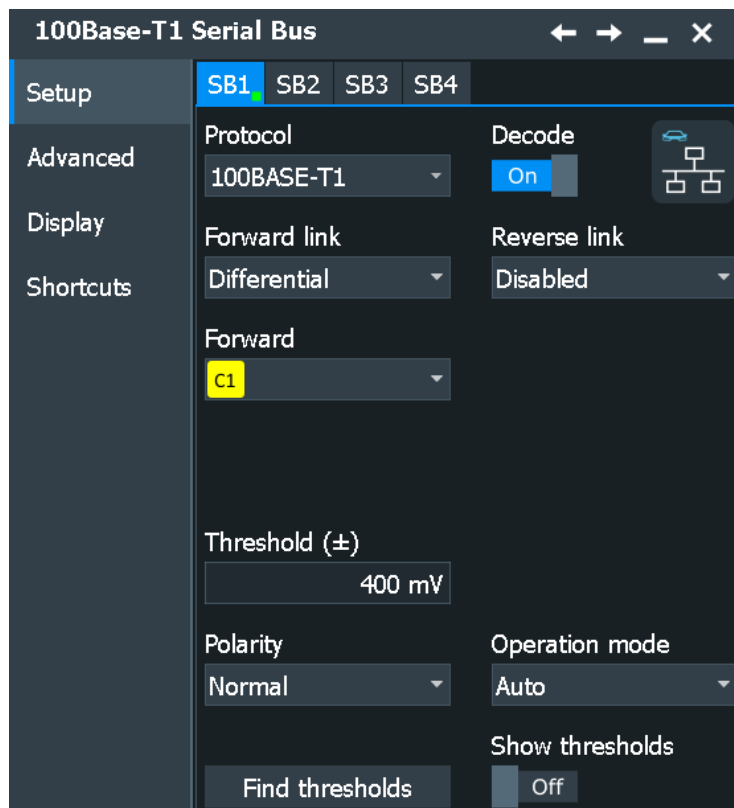 100Base-T1 Serial Bus
Setup
Advanced
Display
Shortcuts
SB1 SB2 SB3 SB4
Protocol Decode
100BASE-T1 On
Forward link Reverse link
Differential Disabled
Forward
C1
Threshold (±)
400 mV
Polarity Operation mode
Normal Auto
Show thresholds
Find thresholds Off